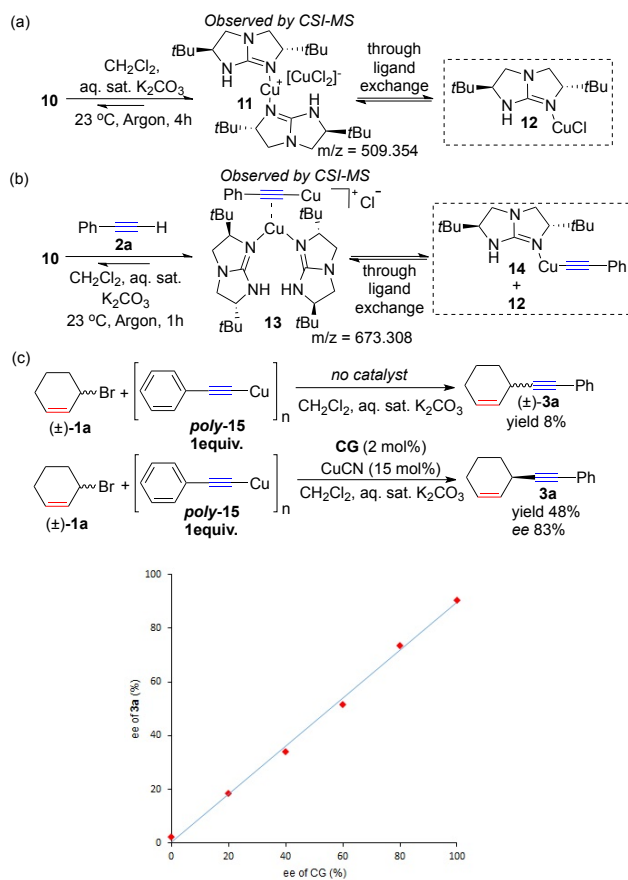 (a)
Observed by CSI-MS
CH2Cl2,
aq. sat. K2CO3
10
23 ºC, Argon, 4h
tBu
N
tBu
N
H
N
Cu
+
[CuCl2]-
11
N
H
N
tBu
N
tBu
m/z = 509.354
through
ligand
exchange
N
tBu
tBu
N
H
12
N
CuCl
(b)
Observed by CSI-MS
Ph
Cu
+
Cl−
Ph
H
2a
10
CH2Cl2, aq. sat.
K2CO3
23 ºC, Argon, 1h
tBu
Cu
tBu
N
N
N
NH
HN
N
tBu
13
tBu
m/z = 673.308
through
ligand
exchange
N
tBu
tBu
N
H
N
Cu
Ph
14
+
12
(c)
Br
+
(±)-1a
Cu
n
poly-15
1equiv.
no catalyst
CH2Cl2, aq. sat. K2CO3
Ph
(±)-3a
yield 8%
Br
+
(±)-1a
Cu
n
poly-15
1equiv.
CG (2 mol%)
CuCN (15 mol%)
CH2Cl2, aq. sat. K2CO3
Ph
3a
yield 48%
ee 83%
ee of 3a (%)
100
80
60
40
20
0
0 20 40 60 80 100
ee of CG (%)